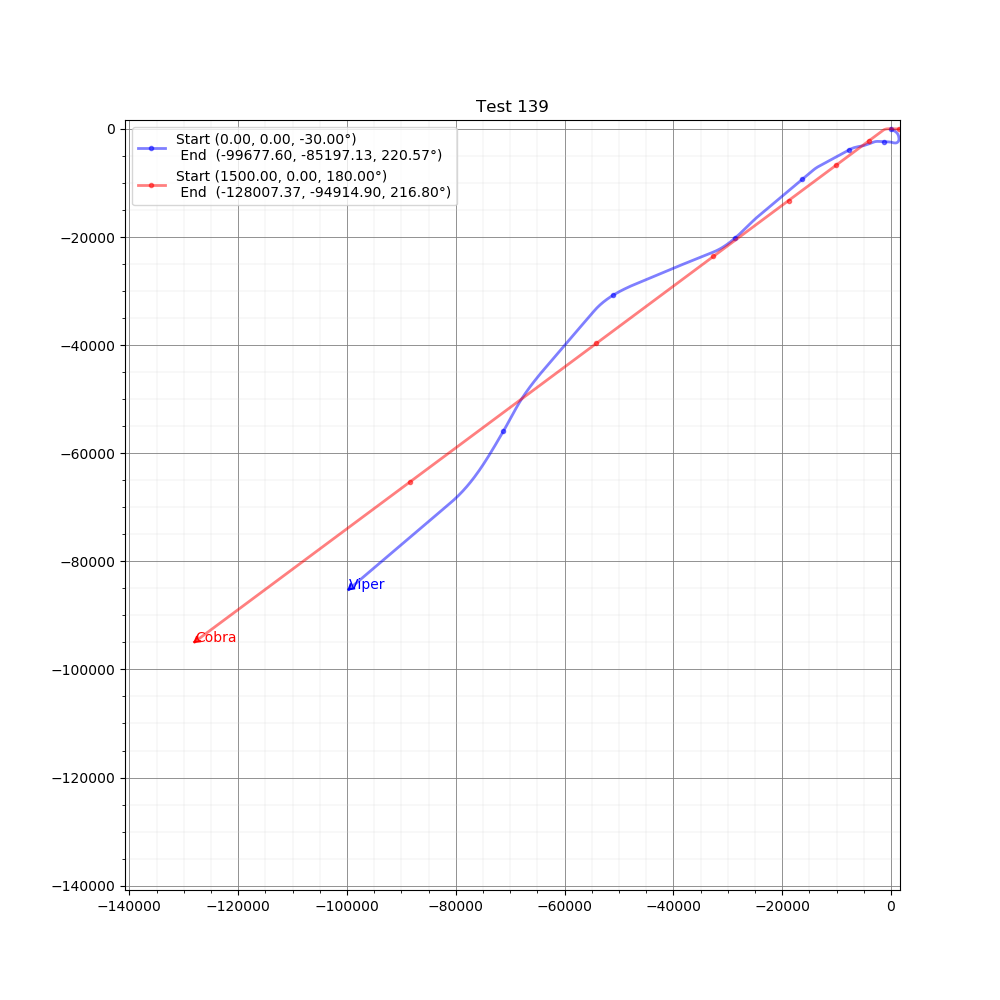 Test 139
Start (0.00, 0.00, -30.00°)
End (-99677.60, -85197.13, 220.57°)
Start (1500.00, 0.00, 180.00°)
End (-128007.37, -94914.90, 216.80°)
0
−20000
−40000
−60000
−80000
−100000
−120000
−140000
Viper
Cobra
−140000 −120000 −100000 −80000 −60000 −40000 −20000 0